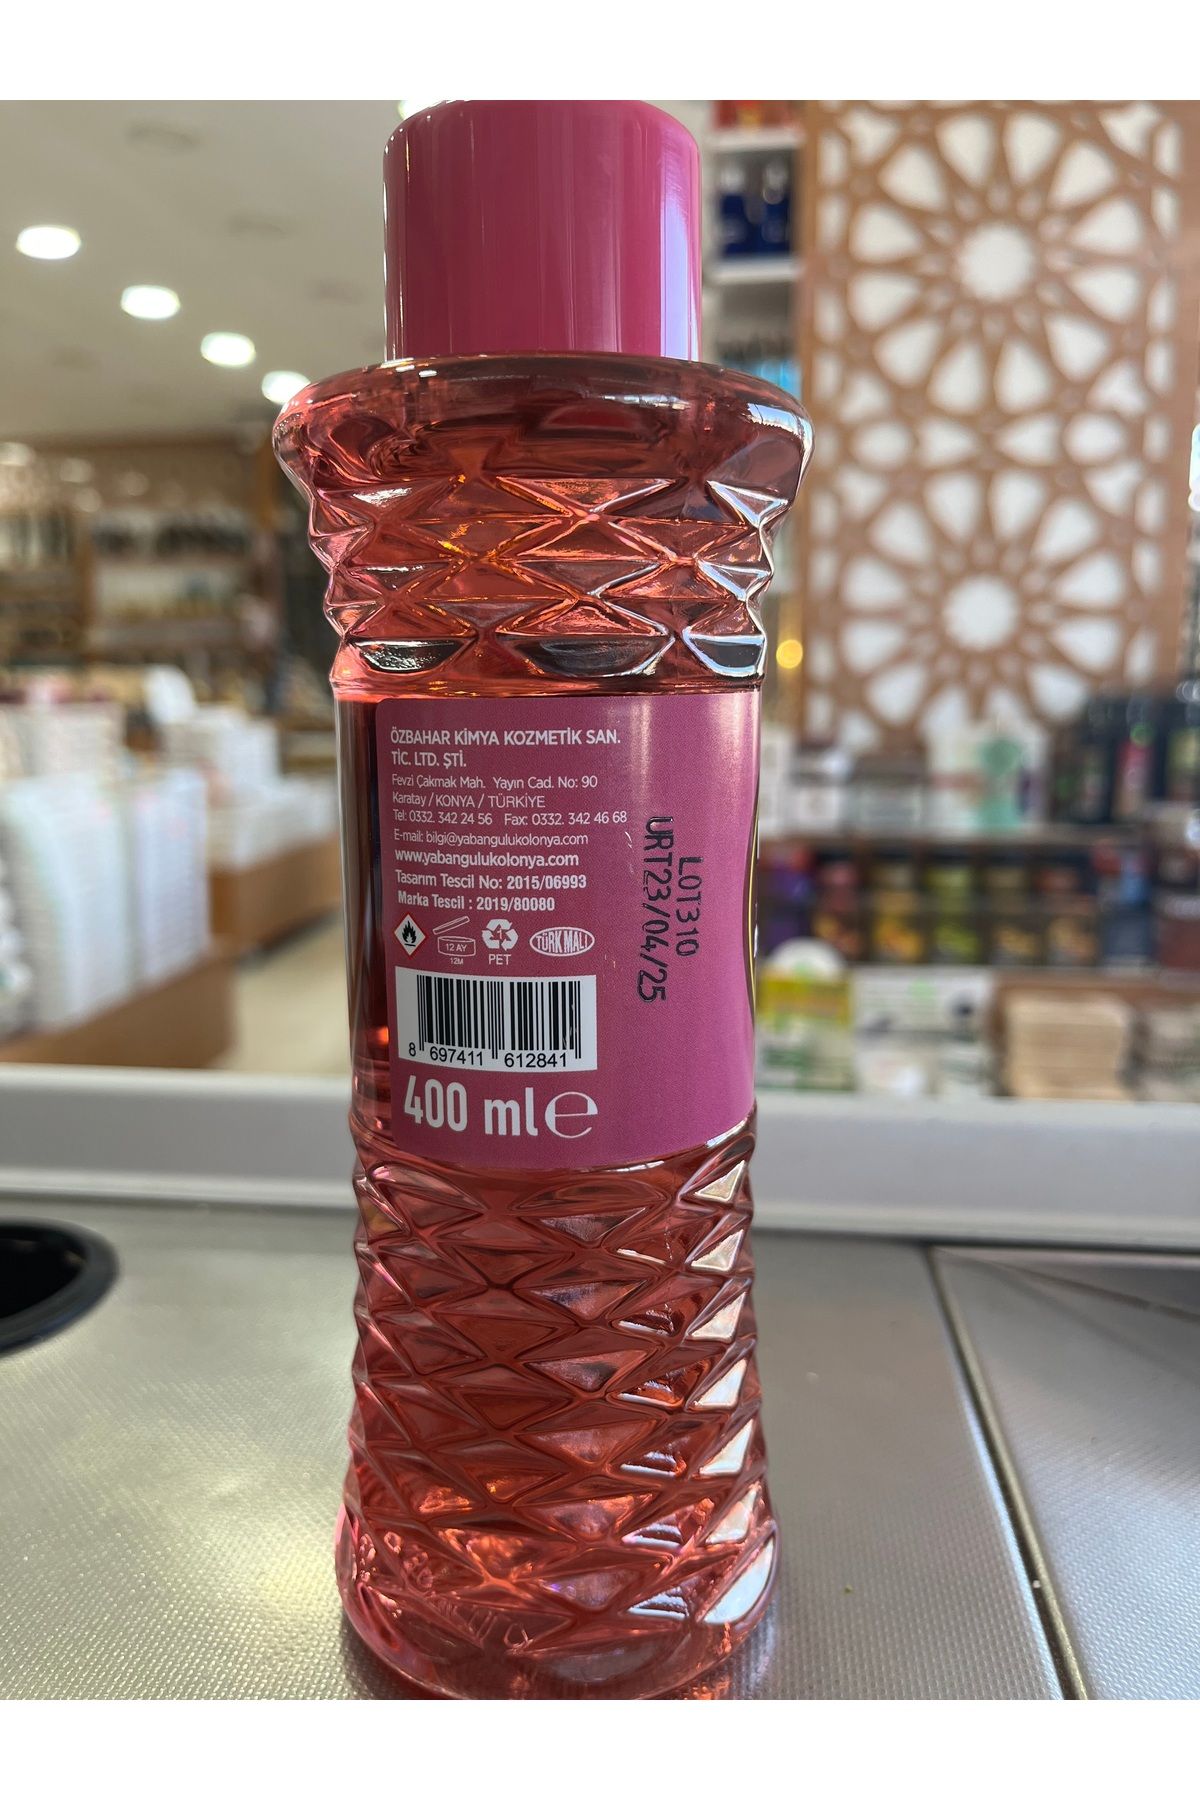 ÖZBAHAR KİMYA KOZMETİK SAN.
TİC. LTD. ŞTİ.
Fevzi Çakmak Mah. Yayın Cad. No: 90
Karatay / KONYA / TÜRKİYE
Tel: 0332. 342 24 56 Fax: 0332. 342 46 68
E-mail: bilgi@yabangulukolonya.com
www.yabangulukolonya.com
Tasarım Tescil No: 2015/06993
Marka Tescil : 2019/80080
12 AY
12M
1
PET
TÜRK MALI
8 697411 612841
400 ml e
LOT310
URT23/04/25